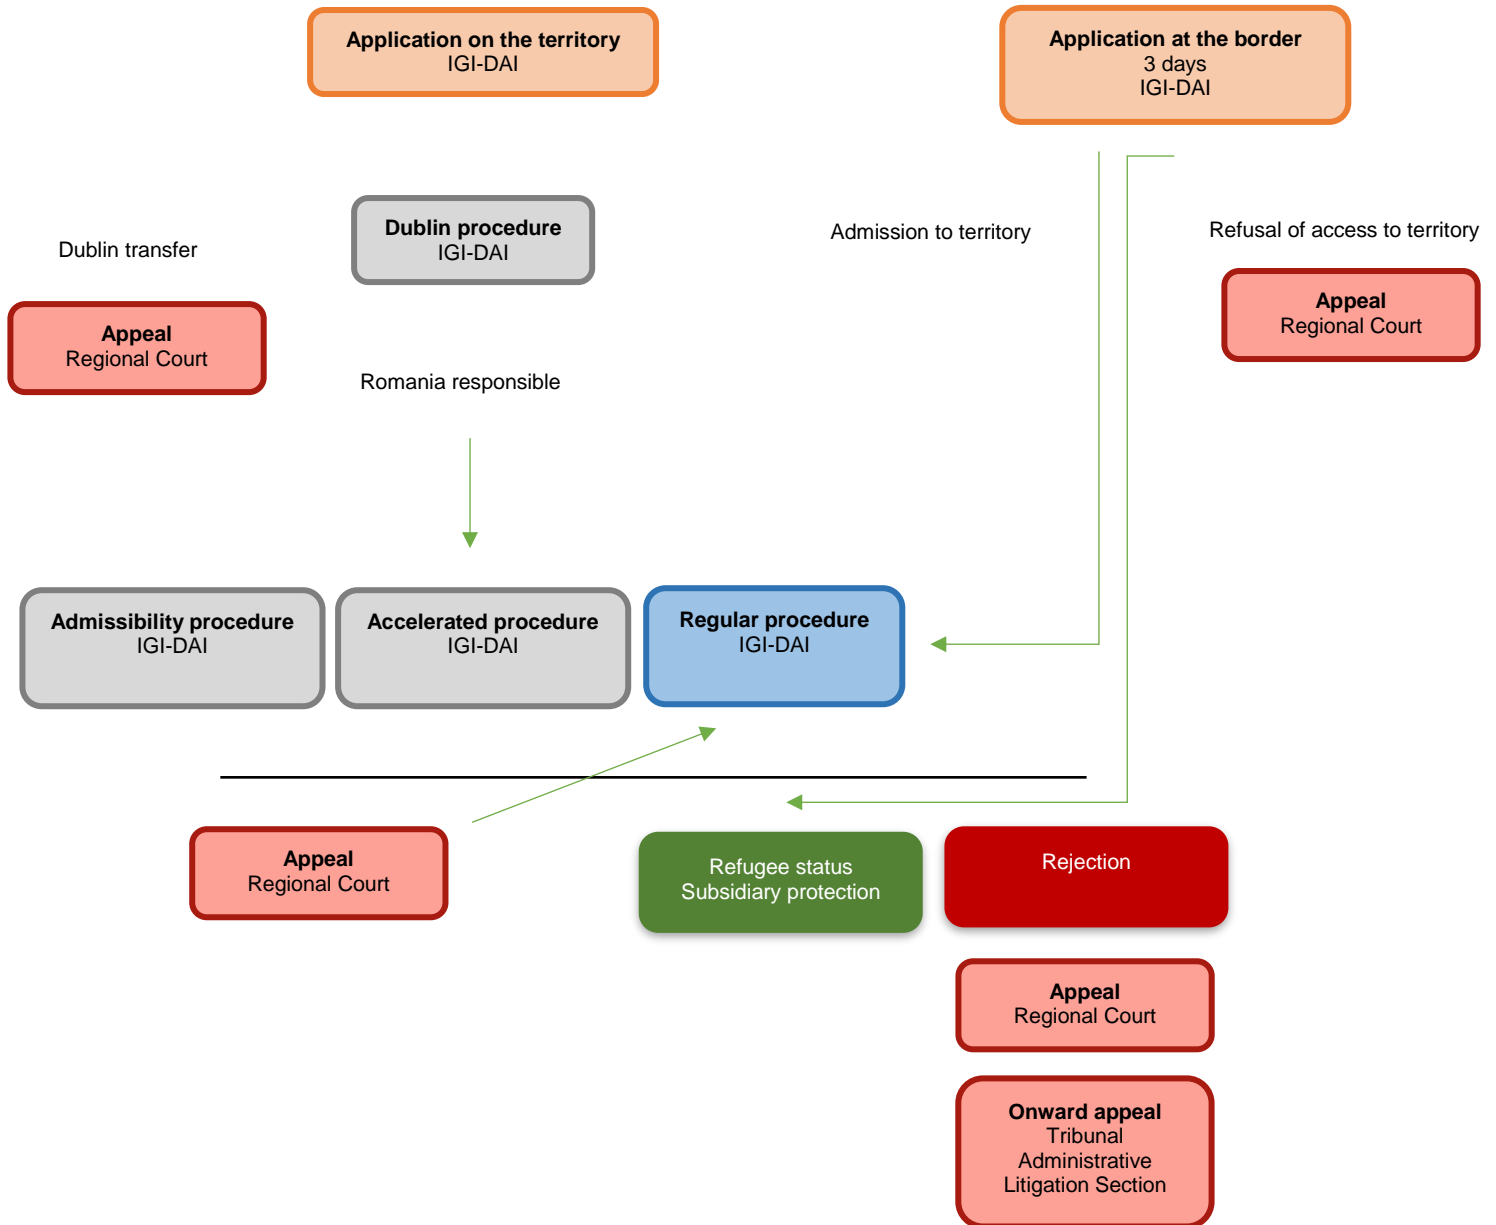 Application on the territory
IGI-DAI
Application at the border
3 days
IGI-DAI
Dublin procedure
IGI-DAI
Dublin transfer
Admission to territory
Refusal of access to territory
Appeal
Regional Court
Appeal
Regional Court
Romania responsible
Admissibility procedure
IGI-DAI
Accelerated procedure
IGI-DAI
Regular procedure
IGI-DAI
Appeal
Regional Court
Refugee status
Subsidiary protection
Rejection
Appeal
Regional Court
Onward appeal
Tribunal
Administrative
Litigation Section